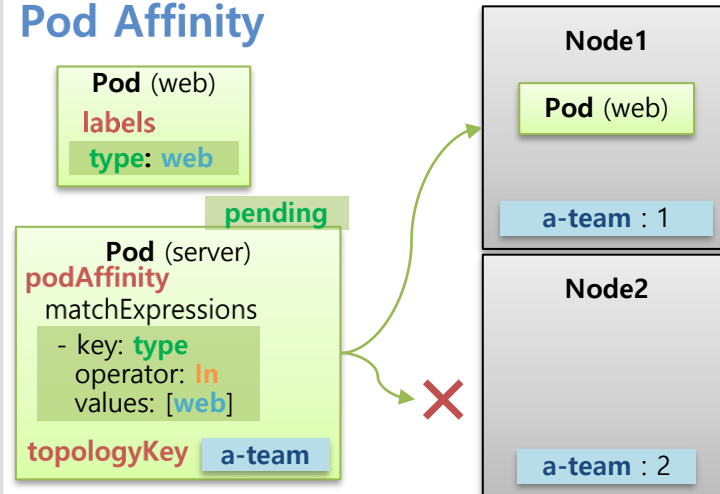 Pod Affinity
Pod (web)
labels
type: web
pending
Pod (server)
podAffinity
matchExpressions
- key: type
operator: In
values: [web]
topologyKey a-team
Node1
Pod (web)
a-team : 1
Node2
a-team : 2